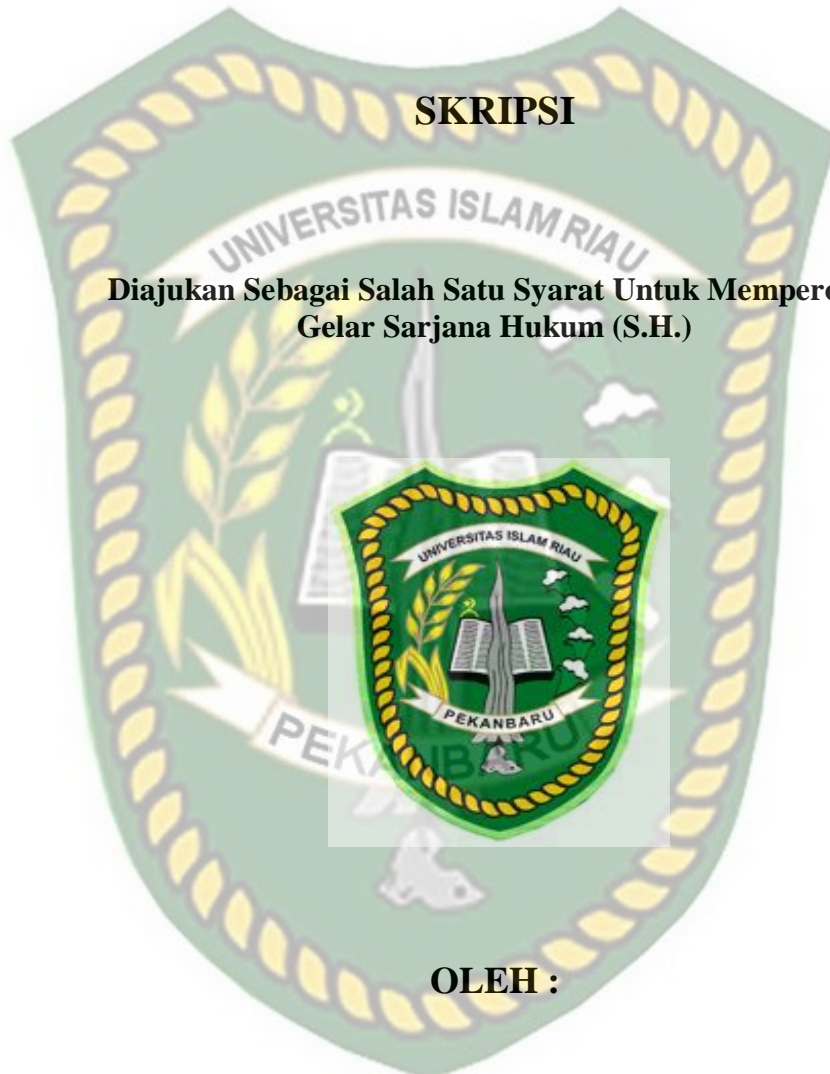 SKRIPSI
UNIVERSITAS ISLAM RIAU
Diajukan Sebagai Salah Satu Syarat Untuk Mempero
Gelar Sarjana Hukum (S.H.)
UNIVERSITAS ISLAM RIAU
PEKANBARU
PEKANBARU
OLEH :